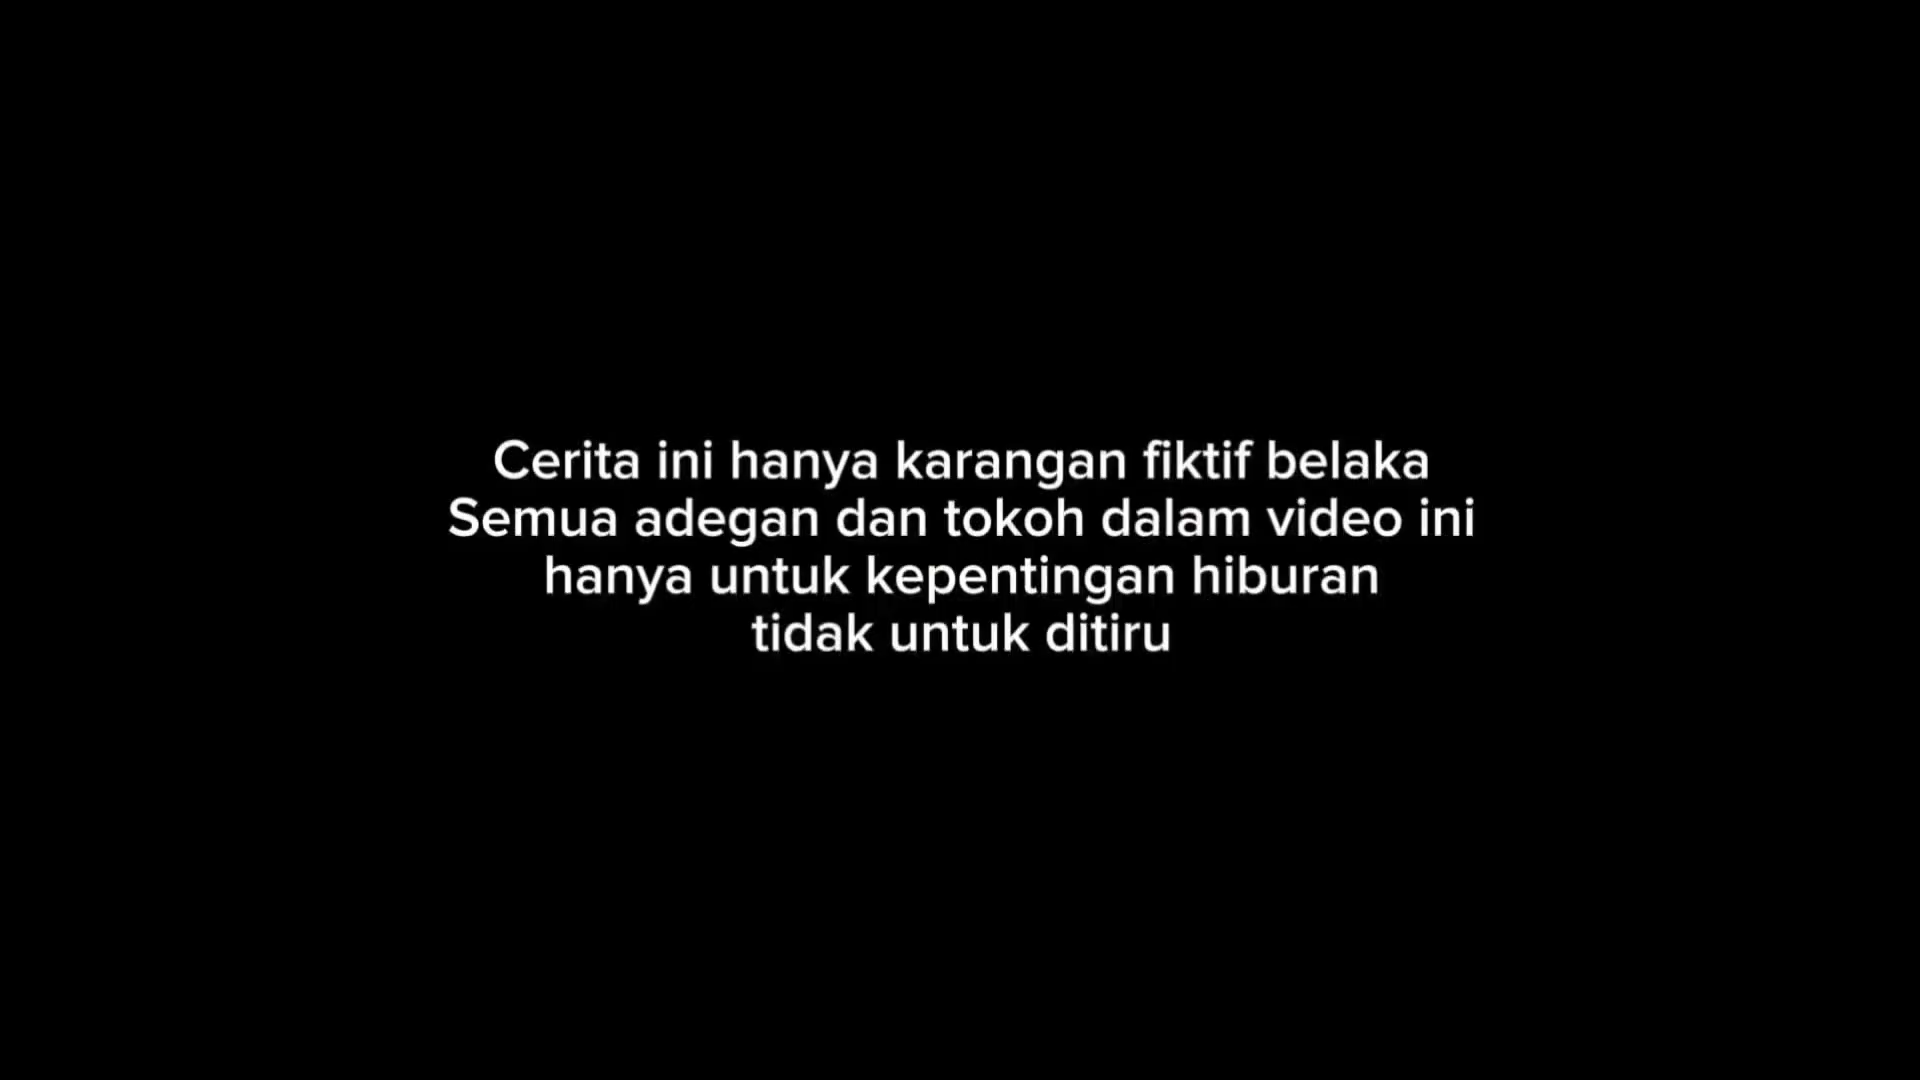 Cerita ini hanya karangan fiktif belaka
Semua adegan dan tokoh dalam video ini
hanya untuk kepentingan hiburan
tidak untuk ditiru